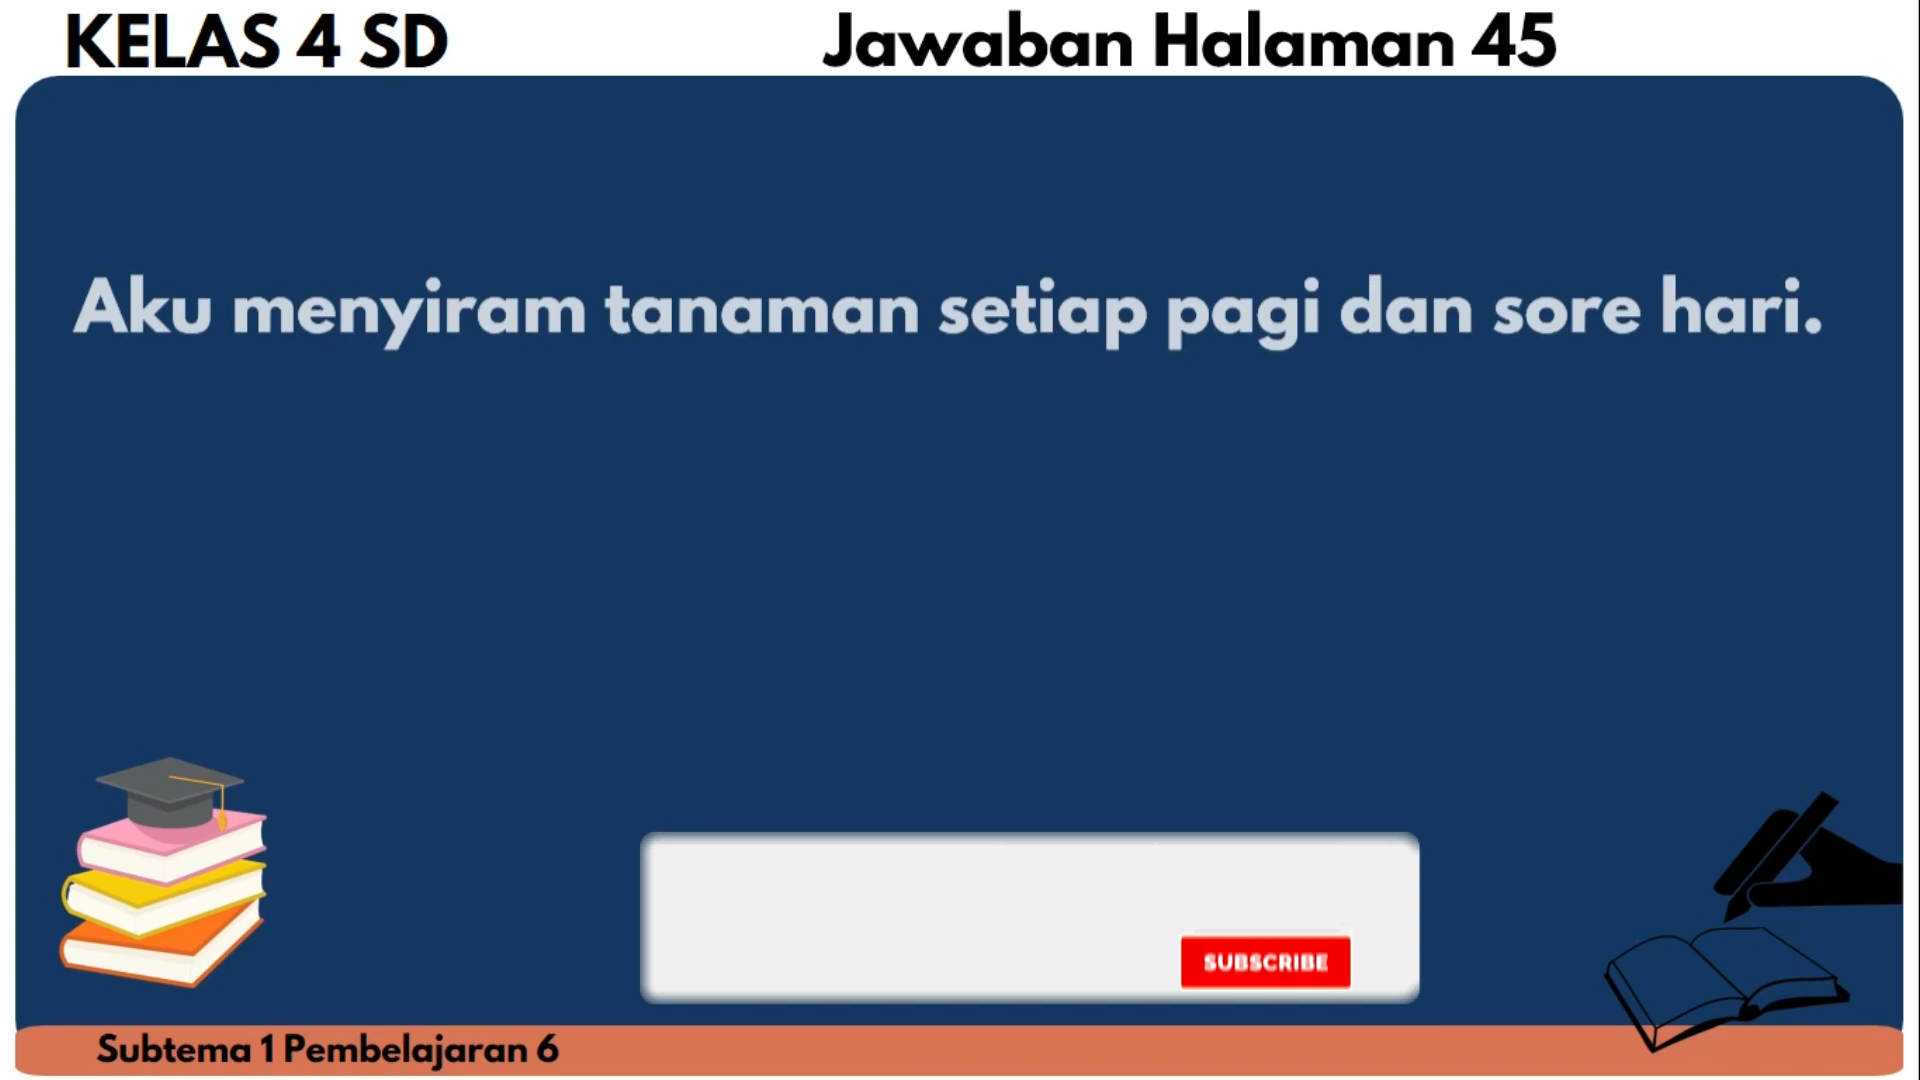 KELAS 4 SD
Jawaban Halaman 45
Aku menyiram tanaman setiap pagi dan sore hari.
SUBSCRIBE
Subtema 1 Pembelajaran 6